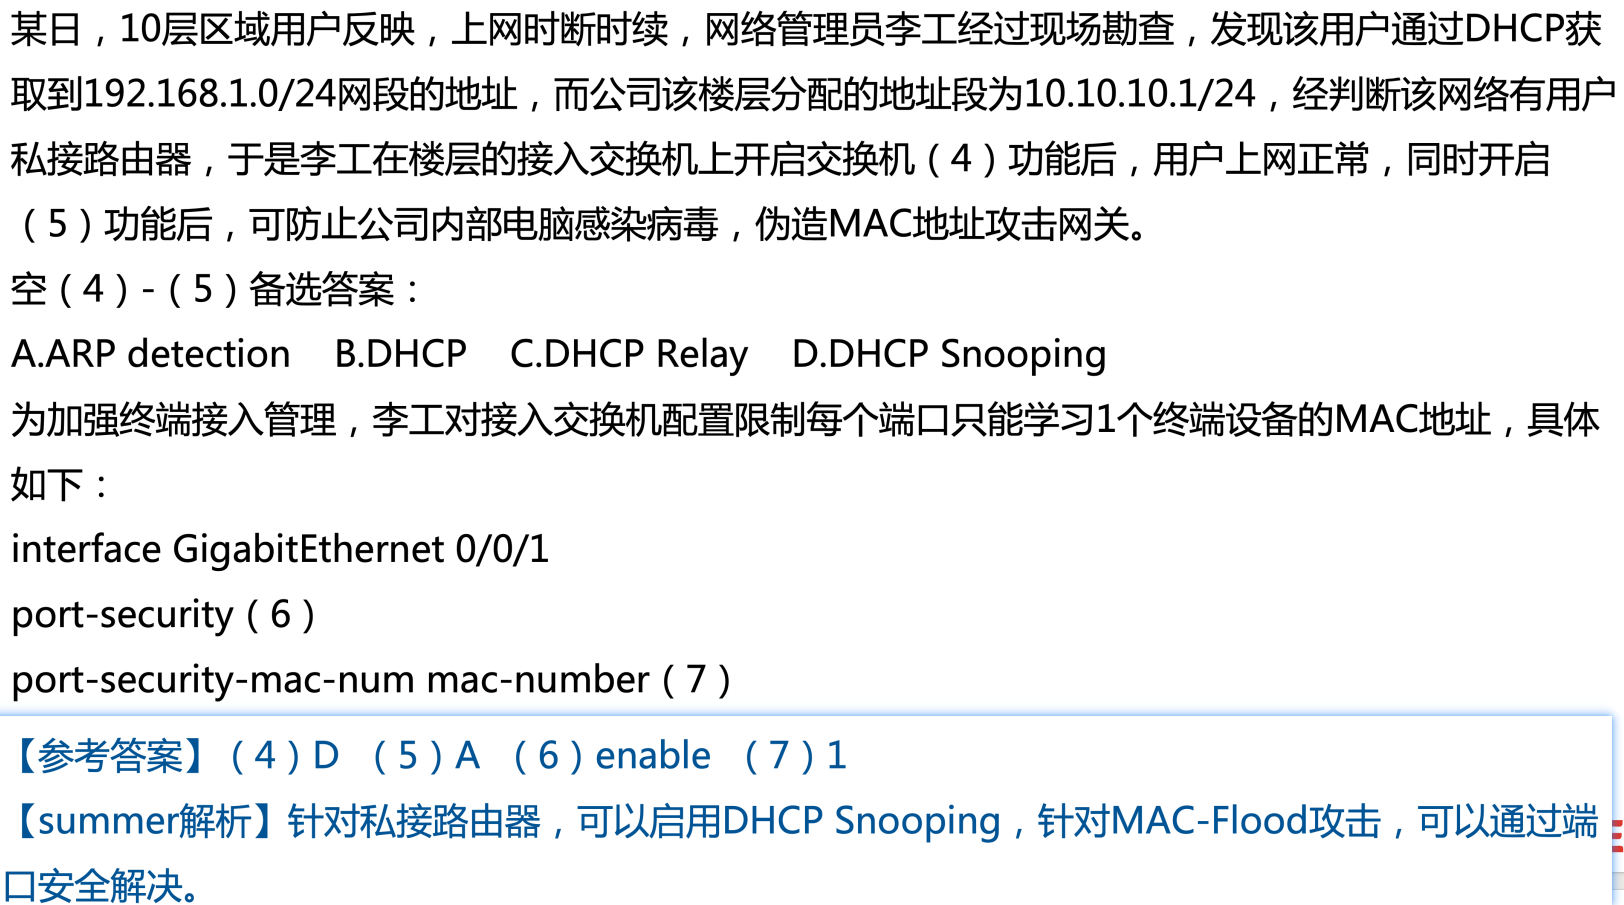 某日，10层区域用户反映，上网时断时续，网络管理员李工经过现场勘查，发现该用户通过DHCP获
取到192.168.1.0/24网段的地址，而公司该楼层分配的地址段为10.10.10.1/24，经判断该网络有用户
私接路由器，于是李工在楼层的接入交换机上开启交换机（4）功能后，用户上网正常，同时开启
（5）功能后，可防止公司内部电脑感染病毒，伪造MAC地址攻击网关。
空（4）-（5）备选答案：
A.ARP detection B.DHCP C.DHCP Relay D.DHCP Snooping
为加强终端接入管理，李工对接入交换机配置限制每个端口只能学习1个终端设备的MAC地址，具体
如下：
interface GigabitEthernet 0/0/1
port-security（6）
port-security-mac-num mac-number（7）
【参考答案】（4）D （5）A （6）enable （7）1
【summer解析】针对私接路由器，可以启用DHCP Snooping，针对MAC-Flood攻击，可以通过端
口安全解决。